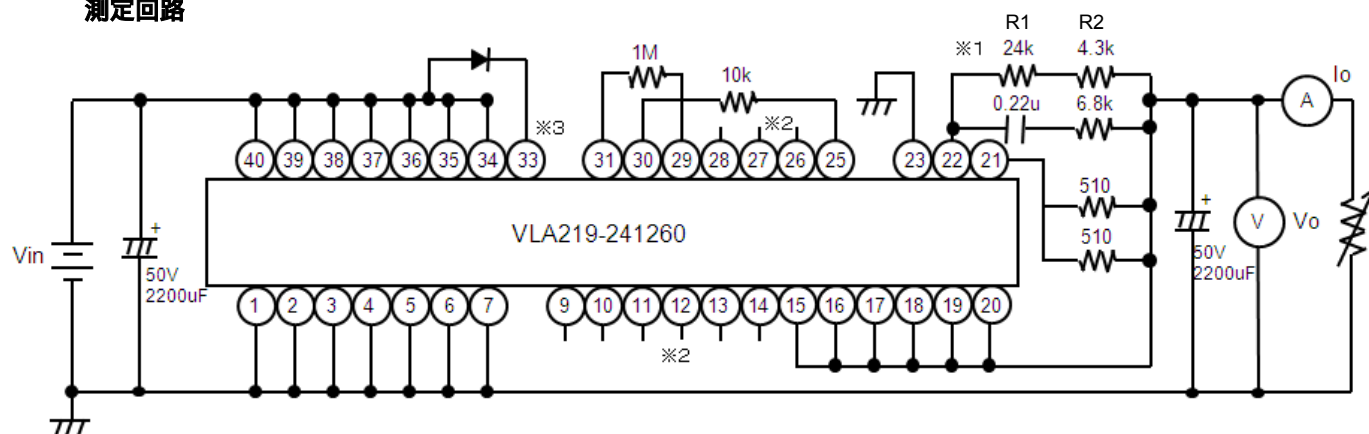 測定回路
R1 R2
※1 24k 4.3k
1M
10k
0.22u 6.8k
Io
A
※3
※2
40 39 38 37 36 35 34 33 31 30 29 28 27 26 25 23 22 21
510
510
VLA219-241260
Vin
+
50V
2200uF
+
50V
2200uF
V
Vo
1 2 3 4 5 6 7 9 10 11 12 13 14 15 16 17 18 19 20
※2